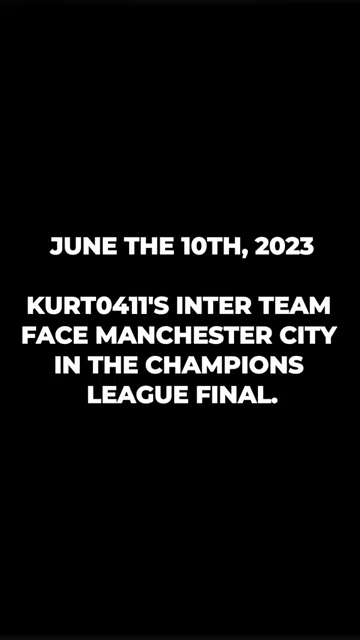 JUNE THE 10TH, 2023
KURT0411'S INTER TEAM
FACE MANCHESTER CITY
IN THE CHAMPIONS
LEAGUE FINAL.